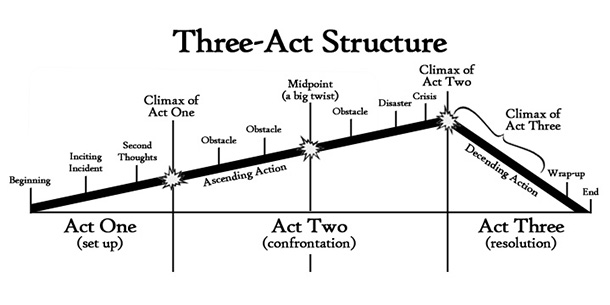 Three-Act Structure
Climax of
Act Two
Crisis
Midpoint
(a big twist)
Climax of
Act One
Disaster
Obstacle
Climax of
Act Three
Obstacle
Obstacle
Second
Thoughts
Inciting
Incident
Beginning
Ascending Action
Decending Action
Wrap-up
End
Act One
(set up)
Act Two
(confrontation)
Act Three
(resolution)